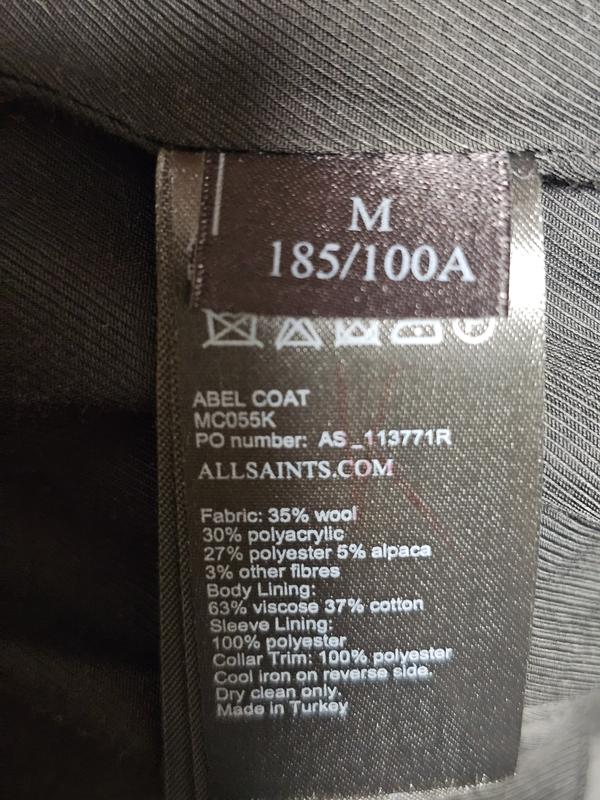 M
185/100A
ABEL COAT
MC055K
PO number: AS_113771R
ALLSAINTS.COM
Fabric: 35% wool
30% polyacrylic
27% polyester 5% alpaca
3% other fibres
Body Lining:
63% viscose 37% cotton
Sleeve Lining:
100% polyester
Collar Trim: 100% polyester
Cool iron on reverse side.
Dry clean only.
Made in Turkey